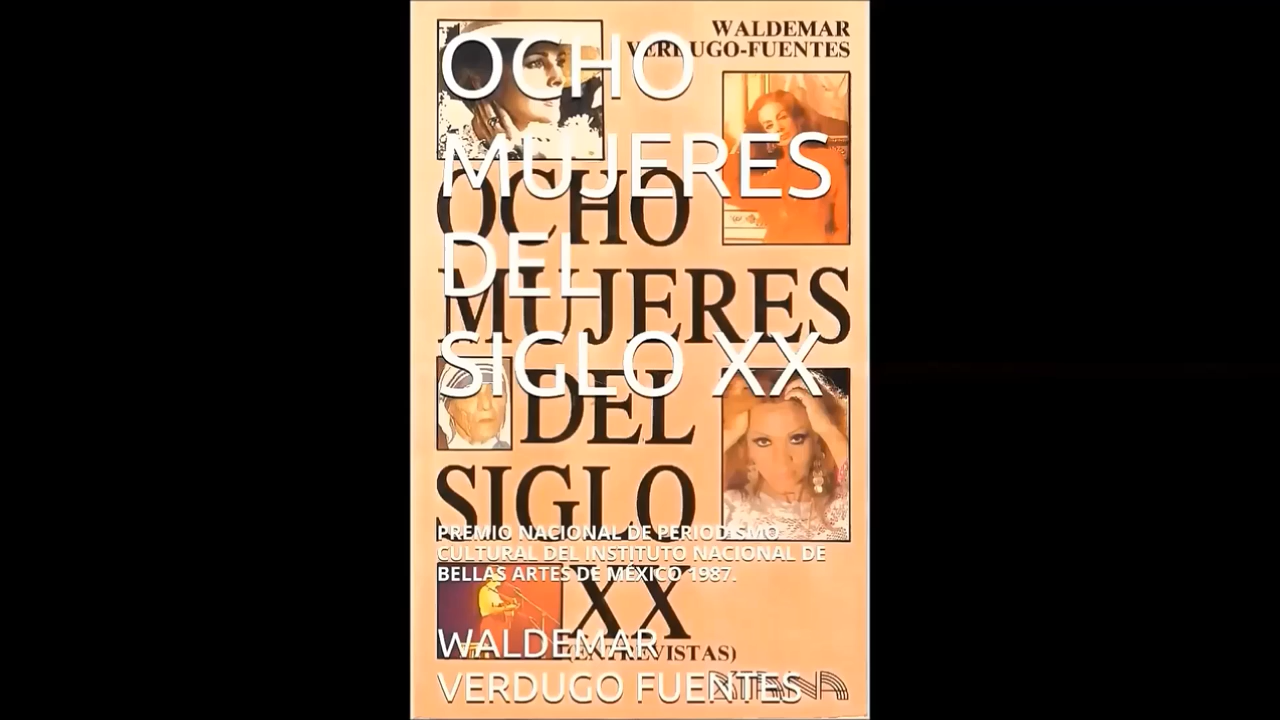 WALDEMAR
VERDUGO-FUENTES
OCHO
MUJERES
DEL
SIGLO XX
OCHO
MUJERES
DEL
SIGLO
XX
(ENTREVISTAS)
PREMIO NACIONAL DE PERIODISMO
CULTURAL DEL INSTITUTO NACIONAL DE
BELLAS ARTES DE MÉXICO 1987.
WALDEMAR
VERDUGO FUENTES